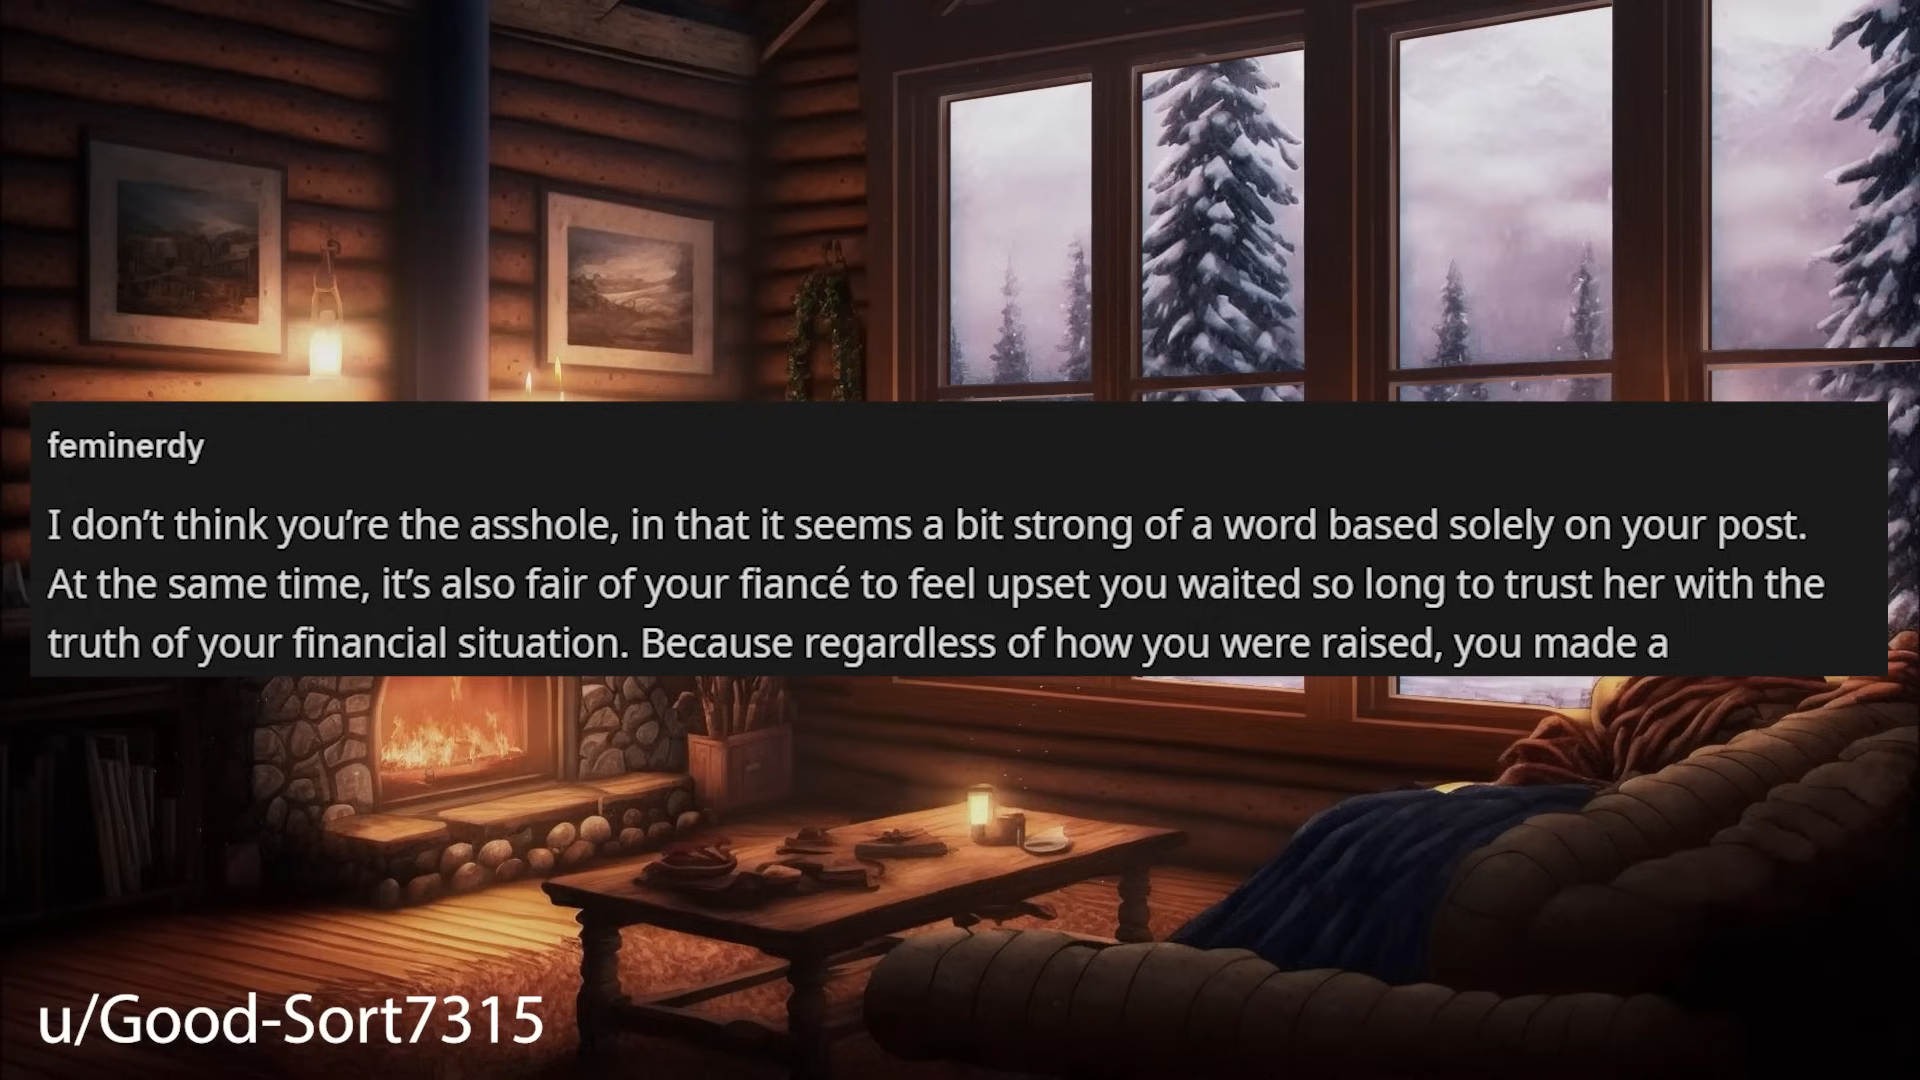 feminerdy
I don’t think you’re the asshole, in that it seems a bit strong of a word based solely on your post.
At the same time, it’s also fair of your fiancé to feel upset you waited so long to trust her with the
truth of your financial situation. Because regardless of how you were raised, you made a
u/Good-Sort7315